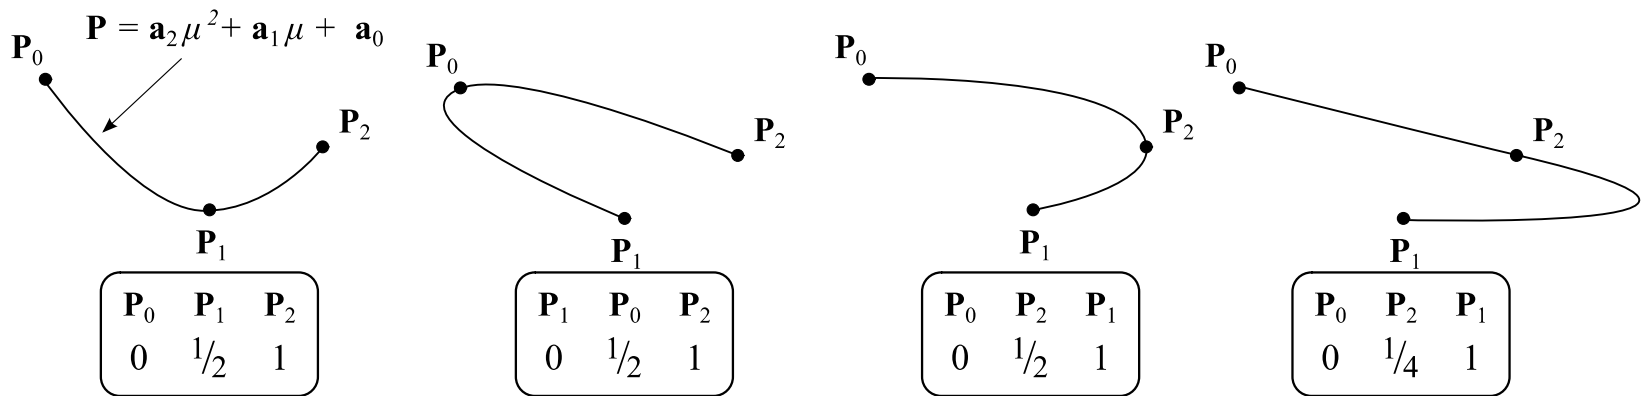 P = a₂μ² + a₁μ + a₀
P₀
P₁
P₂
P₀ P₁ P₂
0 1/2 1
P₀
P₂
P₁
P₁ P₀ P₂
0 1/2 1
P₀
P₂
P₁
P₀ P₂ P₁
0 1/2 1
P₀
P₂
P₁
P₀ P₂ P₁
0 1/4 1